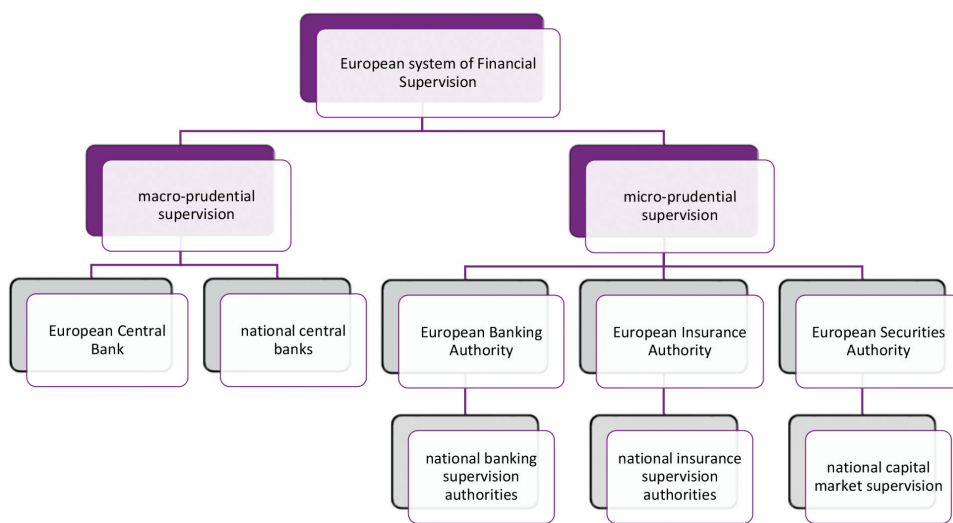 European system of Financial
Supervision
macro-prudential
supervision
micro-prudential
supervision
European Central
Bank
national central
banks
European Banking
Authority
European Insurance
Authority
European Securities
Authority
national banking
supervision
authorities
national insurance
supervision
authorities
national capital
market supervision